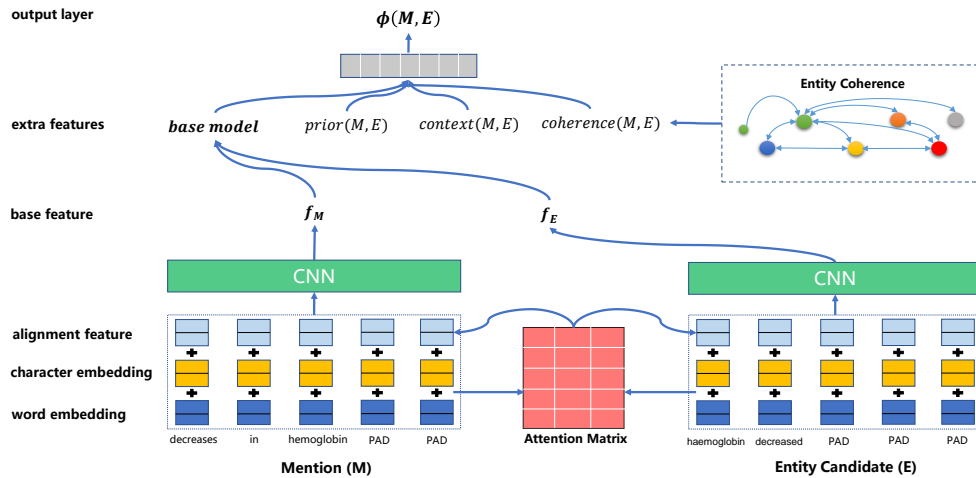 output layer
ϕ(M, E)
Entity Coherence
extra features
base model
prior(M, E)
context(M, E)
coherence(M, E)
base feature
f_M
f_E
CNN
CNN
alignment feature
character embedding
word embedding
decreases in hemoglobin PAD PAD
Attention Matrix
haemoglobin decreased PAD PAD PAD
Mention (M)
Entity Candidate (E)